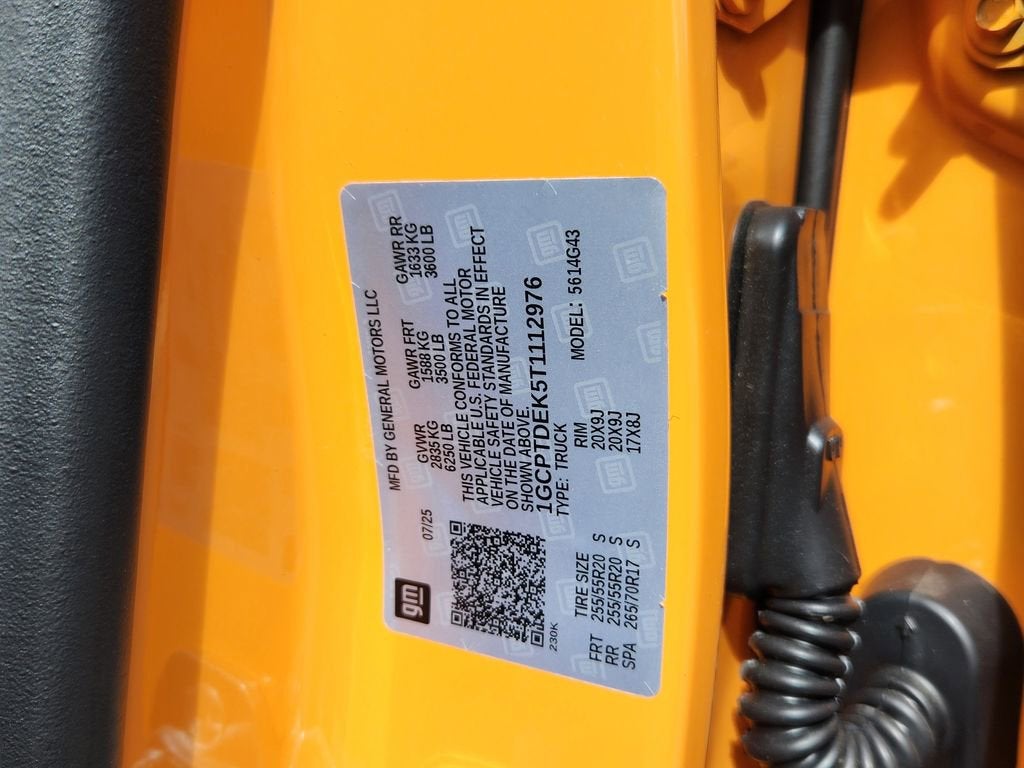 gm
07/25
MFD BY GENERAL MOTORS LLC
GVWR GAWR FRT GAWR RR
2835 KG 1588 KG 1633 KG
6250 LB 3500 LB 3600 LB
THIS VEHICLE CONFORMS TO ALL
APPLICABLE U.S. FEDERAL MOTOR
VEHICLE SAFETY STANDARDS IN EFFECT
ON THE DATE OF MANUFACTURE
SHOWN ABOVE.
1GCPTDEK5T1112976
TYPE: TRUCK MODEL: 5614G43
230K
TIRE SIZE RIM
FRT 255/55R20 S 20X9J
RR 255/55R20 S 20X9J
SPA 265/70R17 S 17X8J